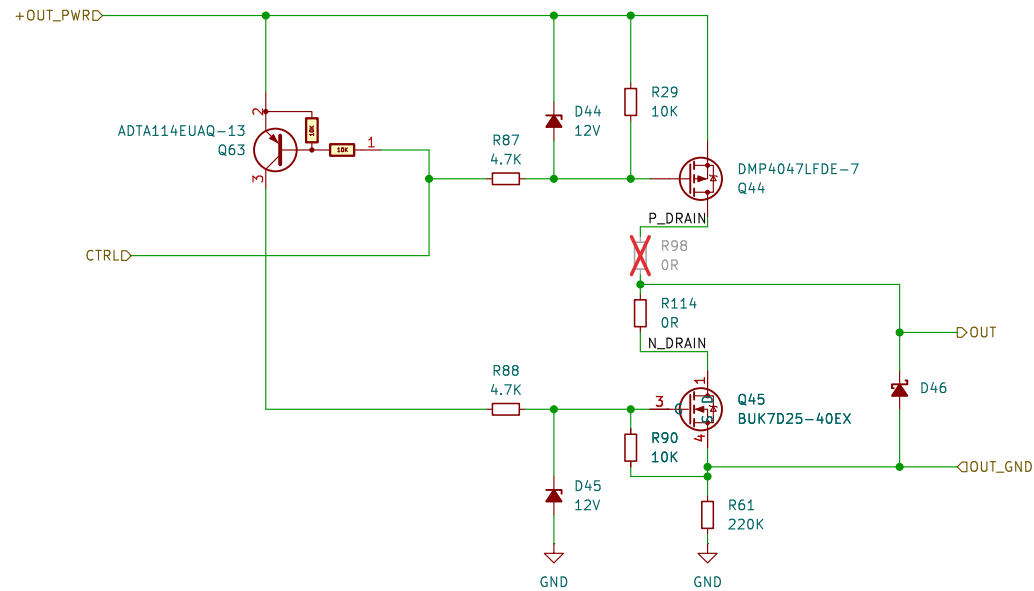 +OUT_PWR
ADTA114EUAQ-13
Q63
2
10K
10K
1
3
CTRL
R87
4.7K
D44
12V
R29
10K
DMP4047LFDE-7
Q44
P_DRAIN
R98
0R
R114
0R
N_DRAIN
OUT
D46
R88
4.7K
1
3
G
S
D
4
Q45
BUK7D25-40EX
R90
10K
OUT_GND
D45
12V
R61
220K
GND
GND